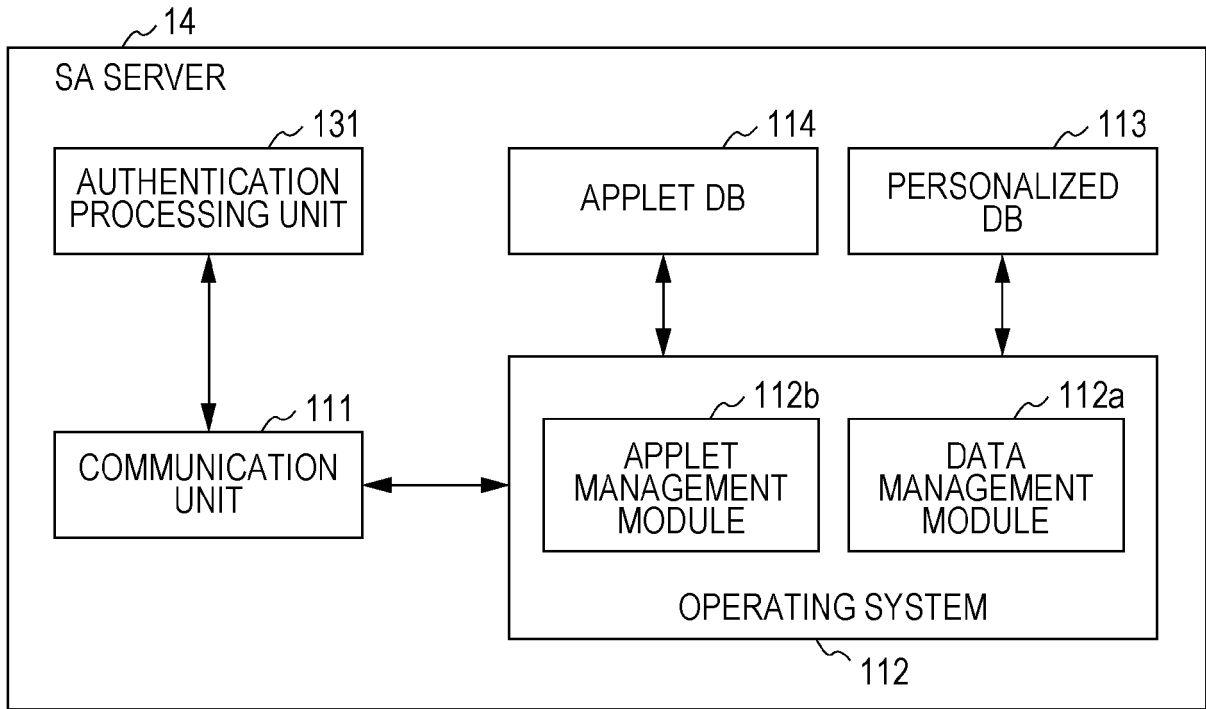 14
SA SERVER
131
114
113
AUTHENTICATION
PROCESSING UNIT
APPLET DB
PERSONALIZED
DB
111
COMMUNICATION
UNIT
112b
112a
APPLET
MANAGEMENT
MODULE
DATA
MANAGEMENT
MODULE
OPERATING SYSTEM
112